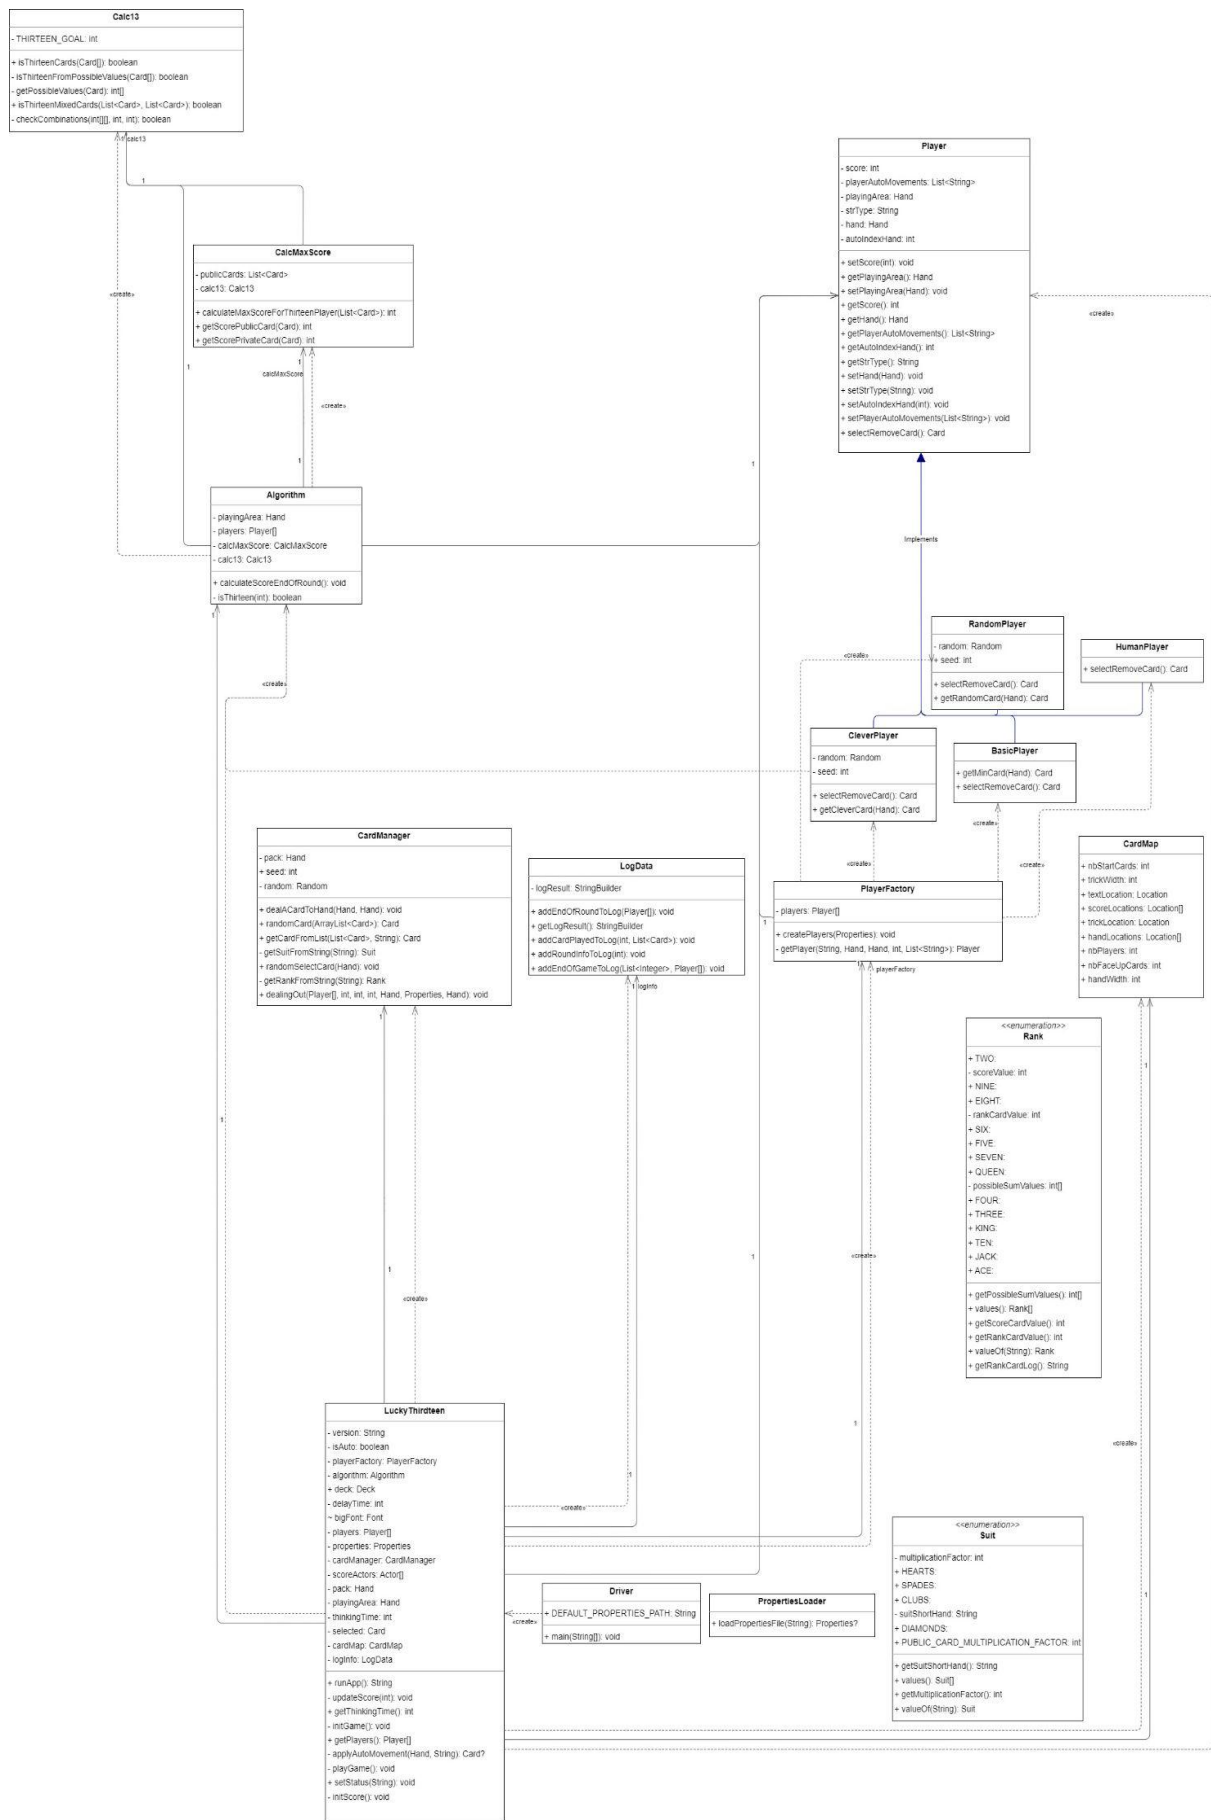 Calc13
- THIRTEEN_GOAL: int
+ isThirteenCards(Card[]): boolean
- isThirteenFromPossibleValues(Card[]): boolean
- getPossibleValues(Card): int[]
+ isThirteenMixedCards(List<Card>, List<Card>): boolean
- checkCombinations(int[][], int, int): boolean
1 calc13
1
«create»
1
CalcMaxScore
- publicCards: List<Card>
- calc13: Calc13
+ calculateMaxScoreForThirteenPlayer(List<Card>): int
+ getScorePublicCard(Card): int
+ getScorePrivateCard(Card): int
1
calcMaxScore
«create»
1
Algorithm
- playingArea: Hand
- players: Player[]
- calcMaxScore: CalcMaxScore
- calc13: Calc13
+ calculateScoreEndOfRound(): void
- isThirteen(int): boolean
1
«create»
1
Player
- score: int
- playerAutoMovements: List<String>
- playingArea: Hand
- strType: String
- hand: Hand
- autoIndexHand: int
+ setScore(int): void
+ getPlayingArea(): Hand
+ setPlayingArea(Hand): void
+ getScore(): int
+ getHand(): Hand
+ getPlayerAutoMovements(): List<String>
+ getAutoIndexHand(): int
+ getStrType(): String
+ setHand(Hand): void
+ setStrType(String): void
+ setAutoIndexHand(int): void
+ setPlayerAutoMovements(List<String>): void
+ selectRemoveCard(): Card
«create»
1
Implements
RandomPlayer
- random: Random
+ seed: int
+ selectRemoveCard(): Card
+ getRandomCard(Hand): Card
«create»
HumanPlayer
+ selectRemoveCard(): Card
CleverPlayer
- random: Random
- seed: int
+ selectRemoveCard(): Card
+ getCleverCard(Hand): Card
BasicPlayer
+ getMinCard(Hand): Card
+ selectRemoveCard(): Card
«create»
«create»
«create»
CardManager
- pack: Hand
+ seed: int
- random: Random
+ dealACardToHand(Hand, Hand): void
+ randomCard(ArrayList<Card>): Card
+ getCardFromList(List<Card>, String): Card
- getSuitFromString(String): Suit
+ randomSelectCard(Hand): void
- getRankFromString(String): Rank
+ dealingOut(Player[], int, int, int, Hand, Properties, Hand): void
1
1
«create»
LogData
- logResult: StringBuilder
+ addEndOfRoundToLog(Player[]): void
+ getLogResult(): StringBuilder
+ addCardPlayedToLog(int, List<Card>): void
+ addRoundInfoToLog(int): void
+ addEndOfGameToLog(List<Integer>, Player[]): void
1 logInfo
1
«create»
PlayerFactory
- players: Player[]
+ createPlayers(Properties): void
- getPlayer(String, Hand, Hand, int, List<String>): Player
1
1
playerFactory
«create»
1
1
CardMap
+ nbStartCards: int
+ trickWidth: int
+ textLocation: Location
+ scoreLocations: Location[]
+ trickLocation: Location
+ handLocations: Location[]
+ nbPlayers: int
+ nbFaceUpCards: int
+ handWidth: int
1
1
«create»
<<enumeration>>
Rank
+ TWO:
- scoreValue: int
+ NINE:
+ EIGHT:
- rankCardValue: int
+ SIX:
+ FIVE:
+ SEVEN:
+ QUEEN:
- possibleSumValues: int[]
+ FOUR:
+ THREE:
+ KING:
+ TEN:
+ JACK:
+ ACE:
+ getPossibleSumValues(): int[]
+ values(): Rank[]
+ getScoreCardValue(): int
+ getRankCardValue(): int
+ valueOf(String): Rank
+ getRankCardLog(): String
LuckyThirdteen
- version: String
- isAuto: boolean
- playerFactory: PlayerFactory
- algorithm: Algorithm
+ deck: Deck
- delayTime: int
~ bigFont: Font
- players: Player[]
- properties: Properties
- cardManager: CardManager
- scoreActors: Actor[]
- pack: Hand
- playingArea: Hand
- thinkingTime: int
- selected: Card
- cardMap: CardMap
- logInfo: LogData
+ runApp(): String
- updateScore(int): void
+ getThinkingTime(): int
- initGame(): void
+ getPlayers(): Player[]
- applyAutoMovement(Hand, String): Card?
- playGame(): void
+ setStatus(String): void
- initScore(): void
«create»
Driver
+ DEFAULT_PROPERTIES_PATH: String
+ main(String[]): void
PropertiesLoader
+ loadPropertiesFile(String): Properties?
<<enumeration>>
Suit
- multiplicationFactor: int
+ HEARTS:
+ SPADES:
+ CLUBS:
- suitShortHand: String
+ DIAMONDS:
+ PUBLIC_CARD_MULTIPLICATION_FACTOR: int
+ getSuitShortHand(): String
+ values(): Suit[]
+ getMultiplicationFactor(): int
+ valueOf(String): Suit